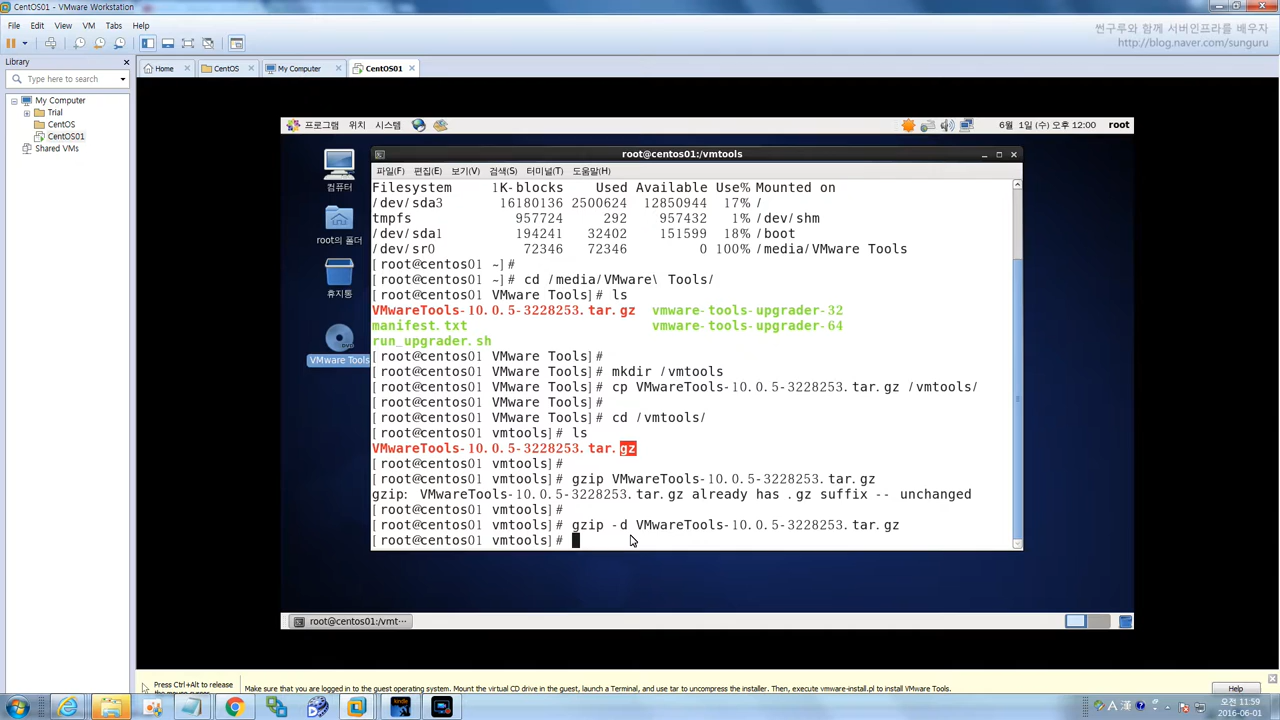 CentOS01 - VMware Workstation
File Edit View VM Tabs Help
썬구루와 함께 서버인프라를 배우자
http://blog.naver.com/sunguru
Library
Type here to search
My Computer
Trial
CentOS
CentOS01
Shared VMs
Home CentOS My Computer CentOS01
프로그램 위치 시스템 6월 1일 (수) 오후 12:00 root
컴퓨터
root의 폴더
휴지통
VMware Tools
root@centos01:/vmtools
파일(F) 편집(E) 보기(V) 검색(S) 터미널(T) 도움말(H)
Filesystem 1K-blocks Used Available Use% Mounted on
/dev/sda3 16180136 2500624 12850944 17% /
tmpfs 957724 292 957432 1% /dev/shm
/dev/sda1 194241 32402 151599 18% /boot
/dev/sr0 72346 72346 0 100% /media/VMware Tools
[root@centos01 ~]#
[root@centos01 ~]# cd /media/VMware\ Tools/
[root@centos01 VMware Tools]# ls
VMwareTools-10.0.5-3228253.tar.gz vmware-tools-upgrader-32
manifest.txt vmware-tools-upgrader-64
run_upgrader.sh
[root@centos01 VMware Tools]#
[root@centos01 VMware Tools]# mkdir /vmtools
[root@centos01 VMware Tools]# cp VMwareTools-10.0.5-3228253.tar.gz /vmtools/
[root@centos01 VMware Tools]#
[root@centos01 VMware Tools]# cd /vmtools/
[root@centos01 vmtools]# ls
VMwareTools-10.0.5-3228253.tar.gz
[root@centos01 vmtools]#
[root@centos01 vmtools]# gzip VMwareTools-10.0.5-3228253.tar.gz
gzip: VMwareTools-10.0.5-3228253.tar.gz already has .gz suffix -- unchanged
[root@centos01 vmtools]#
[root@centos01 vmtools]# gzip -d VMwareTools-10.0.5-3228253.tar.gz
[root@centos01 vmtools]#
root@centos01:/vmt…
Press Ctrl+Alt to release
Make sure that you are logged in to the guest operating system. Mount the virtual CD drive in the guest, launch a Terminal, and use tar to uncompress the installer. Then, execute vmware-install.pl to install VMware Tools.
Help
kindle
오전 11:59
2016-06-01